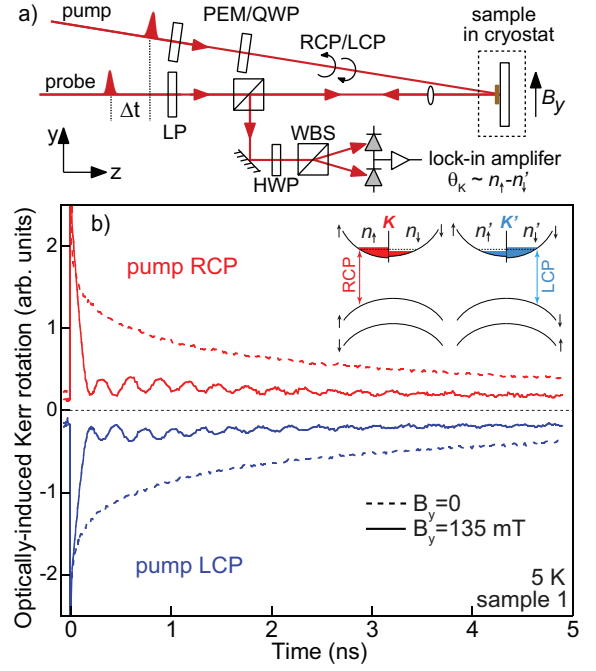 a)
pump
PEM/QWP
RCP/LCP
sample
in cryostat
probe
Δt
LP
B_y
y
z
WBS
HWP
lock-in amplifer
θ_K ~ n↑-n↓'
b)
Optically-induced Kerr rotation (arb. units)
2
1
0
-1
-2
pump RCP
n↑ K n↓
n↑' K' n↓'
RCP
LCP
↑ ↓ ↑ ↓
↑ ↓
↓ ↑
B_y=0
B_y=135 mT
pump LCP
5 K
sample 1
0 1 2 3 4 5
Time (ns)